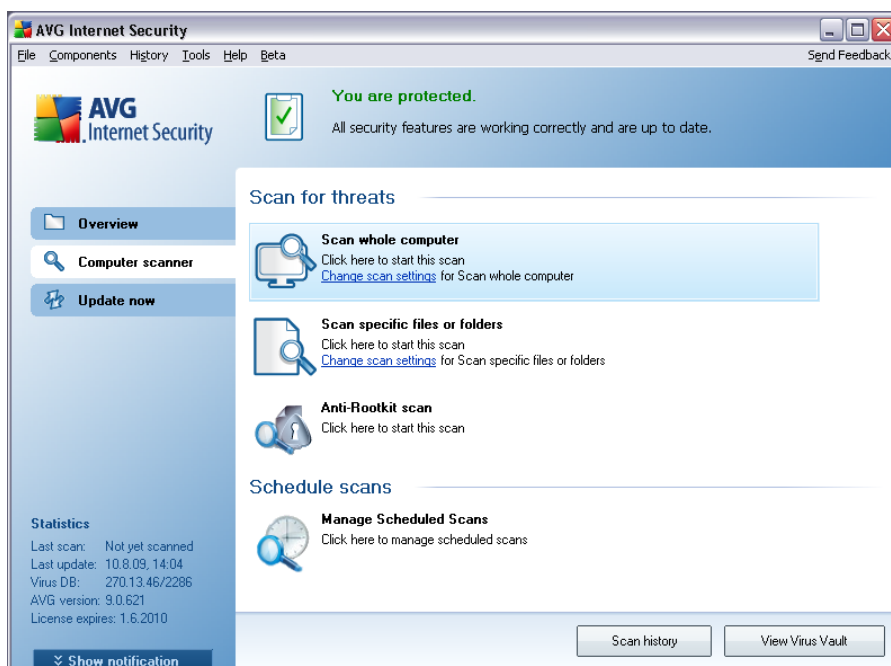 AVG Internet Security
File Components History Tools Help Beta Send Feedback
AVG
Internet Security
You are protected.
All security features are working correctly and are up to date.
Overview
Computer scanner
Update now
Scan for threats
Scan whole computer
Click here to start this scan
Change scan settings for Scan whole computer
Scan specific files or folders
Click here to start this scan
Change scan settings for Scan specific files or folders
Anti-Rootkit scan
Click here to start this scan
Schedule scans
Manage Scheduled Scans
Click here to manage scheduled scans
Statistics
Last scan: Not yet scanned
Last update: 10.8.09, 14:04
Virus DB: 270.13.46/2286
AVG version: 9.0.621
License expires: 1.6.2010
Show notification
Scan history
View Virus Vault